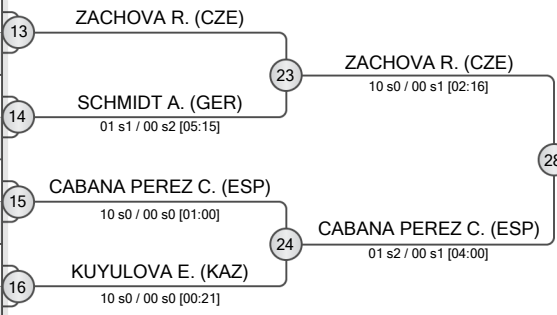 ZACHOVA R. (CZE)
13
23
ZACHOVA R. (CZE)
10 s0 / 00 s1 [02:16]
SCHMIDT A. (GER)
14
01 s1 / 00 s2 [05:15]
28
CABANA PEREZ C. (ESP)
15
10 s0 / 00 s0 [01:00]
24
CABANA PEREZ C. (ESP)
01 s2 / 00 s1 [04:00]
KUYULOVA E. (KAZ)
16
10 s0 / 00 s0 [00:21]